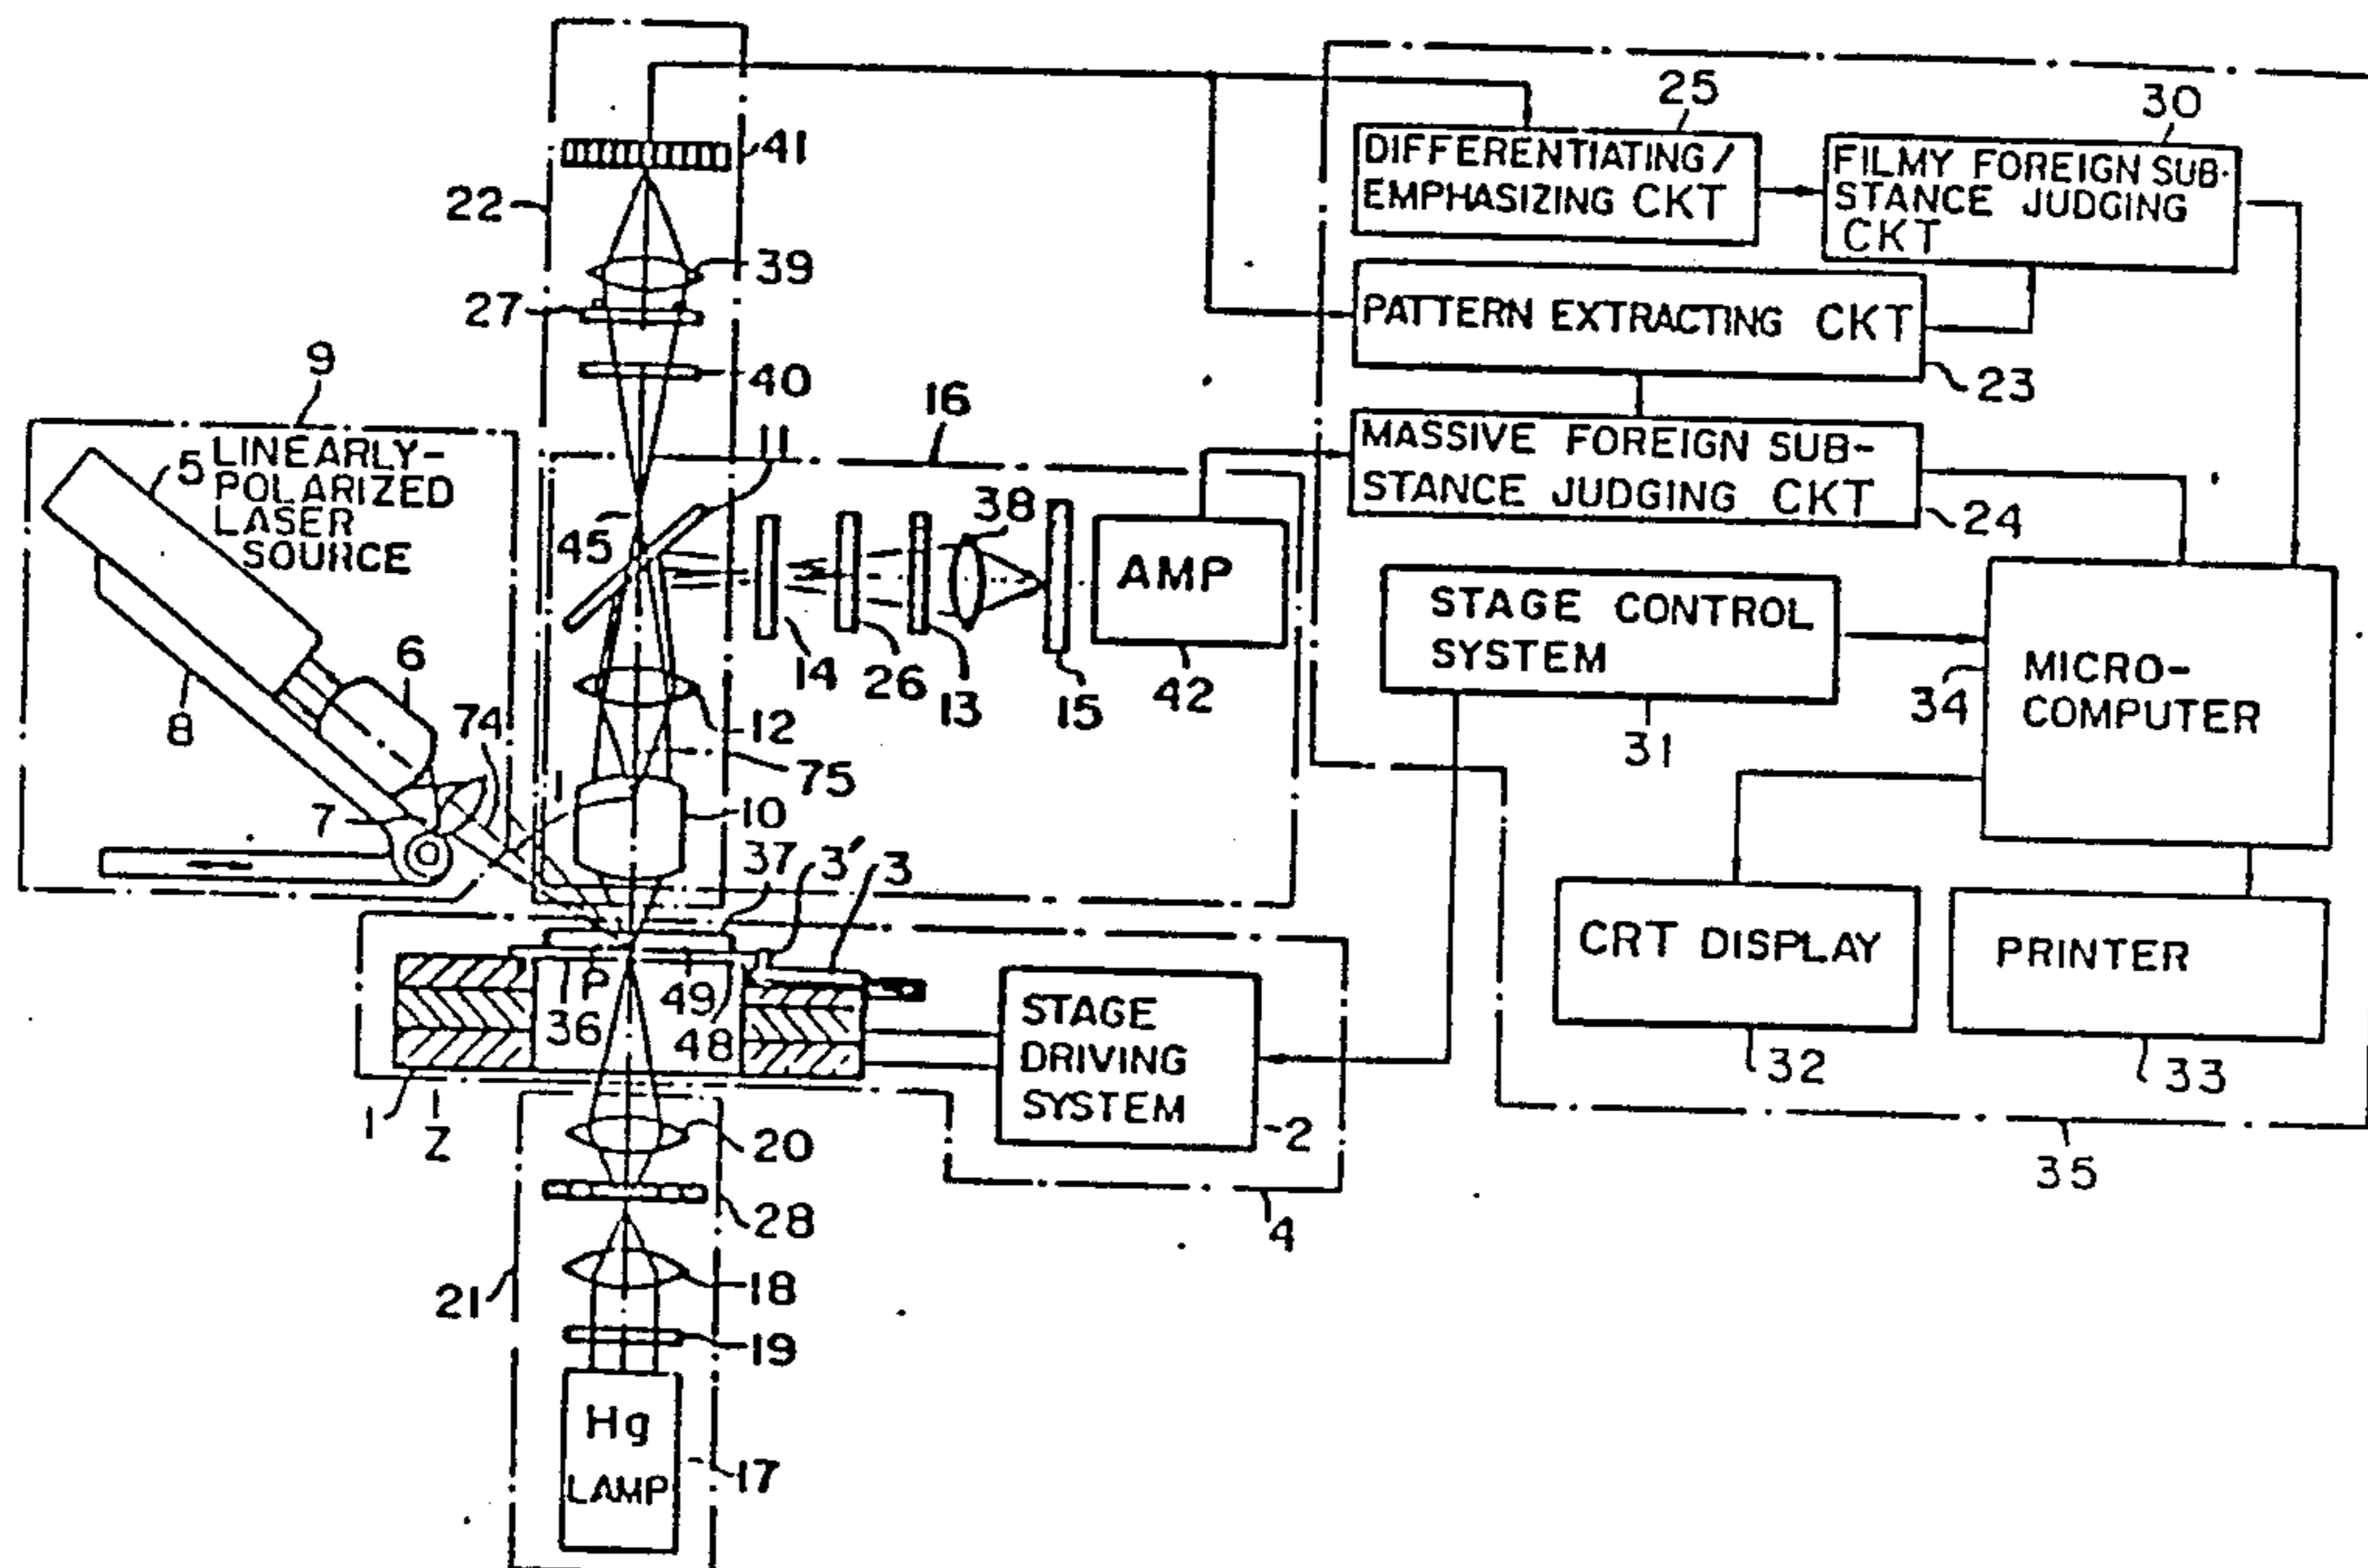 25
30
DIFFERENTIATING/
EMPHASIZING CKT
FILMY FOREIGN SUB-
STANCE JUDGING
CKT
41
22
39
27
PATTERN EXTRACTING CKT
23
40
9
16
11
5
LINEARLY-
POLARIZED
LASER
SOURCE
MASSIVE FOREIGN SUB-
STANCE JUDGING CKT
24
45
38
AMP
14
26
13
15
42
STAGE CONTROL
SYSTEM
31
34
MICRO-
COMPUTER
6
8
74
12
75
7
I
10
37
3'
3
CRT DISPLAY
32
PRINTER
33
P
36
49
48
STAGE
DRIVING
SYSTEM
2
1
Z
20
28
4
35
21
18
19
Hg
LAMP
17